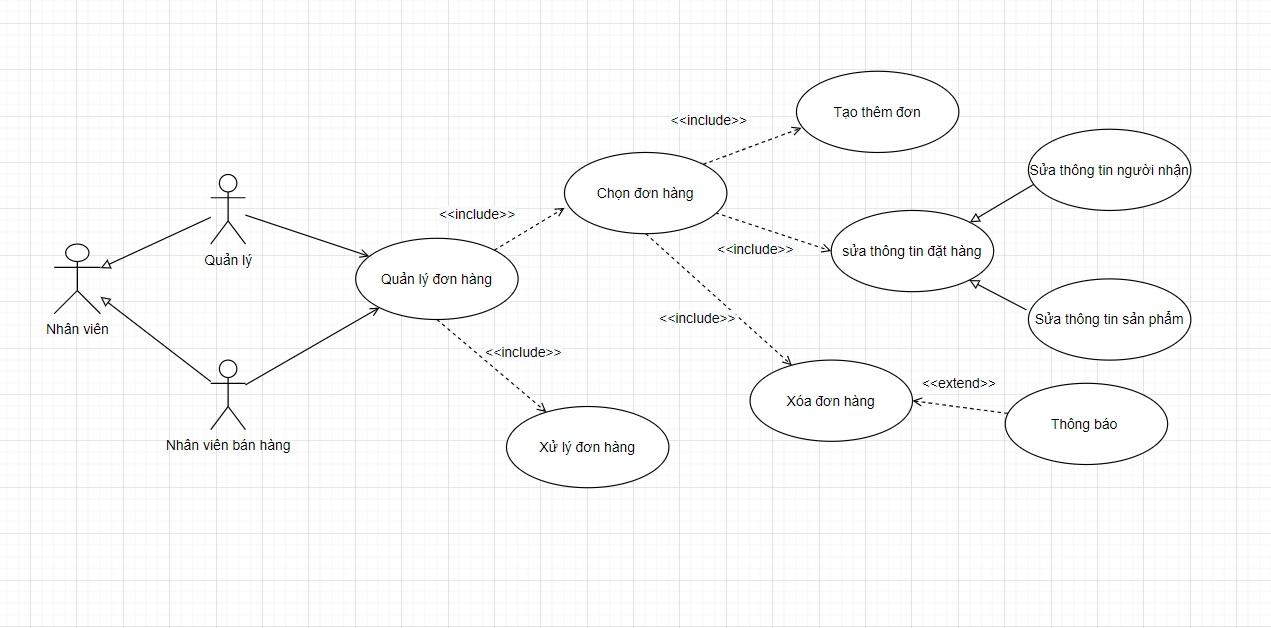 Tạo thêm đơn
<<include>>
Sửa thông tin người nhận
Chọn đơn hàng
<<include>>
<<include>>
sửa thông tin đặt hàng
Quản lý
Quản lý đơn hàng
Nhân viên
<<include>>
Sửa thông tin sản phẩm
<<include>>
<<extend>>
Xóa đơn hàng
Thông báo
Nhân viên bán hàng
Xử lý đơn hàng